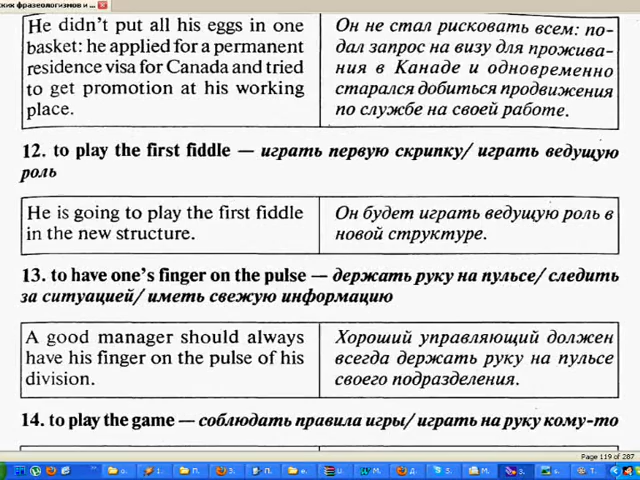 ских фразеологизмов и ...
He didn't put all his eggs in one
basket: he applied for a permanent
residence visa for Canada and tried
to get promotion at his working
place.
Он не стал рисковать всем: по-
дал запрос на визу для прожива-
ния в Канаде и одновременно
старался добиться продвижения
по службе на своей работе.
12. to play the first fiddle — играть первую скрипку/ играть ведущую
роль
He is going to play the first fiddle
in the new structure.
Он будет играть ведущую роль в
новой структуре.
13. to have one's finger on the pulse — держать руку на пульсе/ следить
за ситуацией/ иметь свежую информацию
A good manager should always
have his finger on the pulse of his
division.
Хороший управляющий должен
всегда держать руку на пульсе
своего подразделения.
14. to play the game — соблюдать правила игры/ играть на руку кому-то
Page 119 of 287